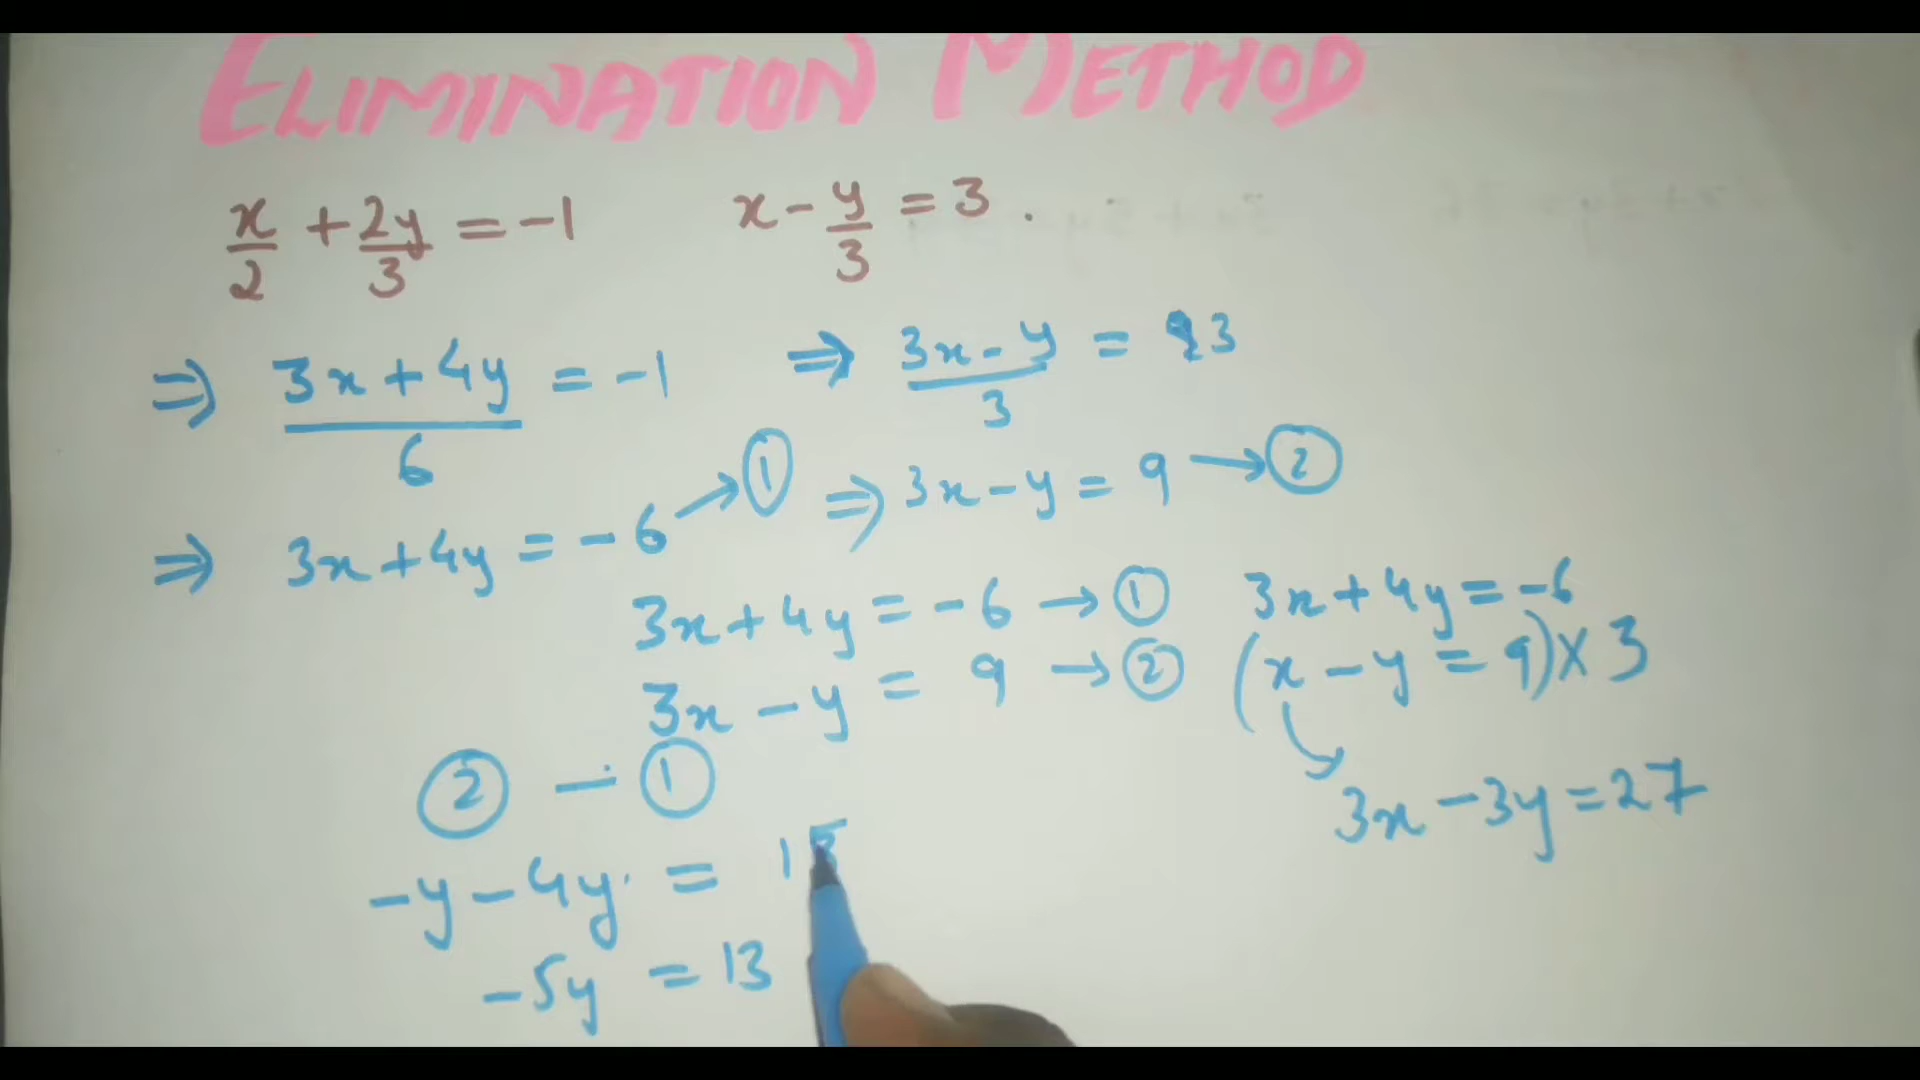 ELIMINATION METHOD
x/2 + 2y/3 = -1    x - y/3 = 3.
⇒ (3x + 4y)/6 = -1    ⇒ (3x - y)/3 = 3
⇒ 3x + 4y = -6 → ①    ⇒ 3x - y = 9 → ②
3x + 4y = -6 → ①    3x + 4y = -6
3x - y = 9 → ②    (x - y = 9) × 3
② - ①    3x - 3y = 27
-y - 4y = 15
-5y = 13